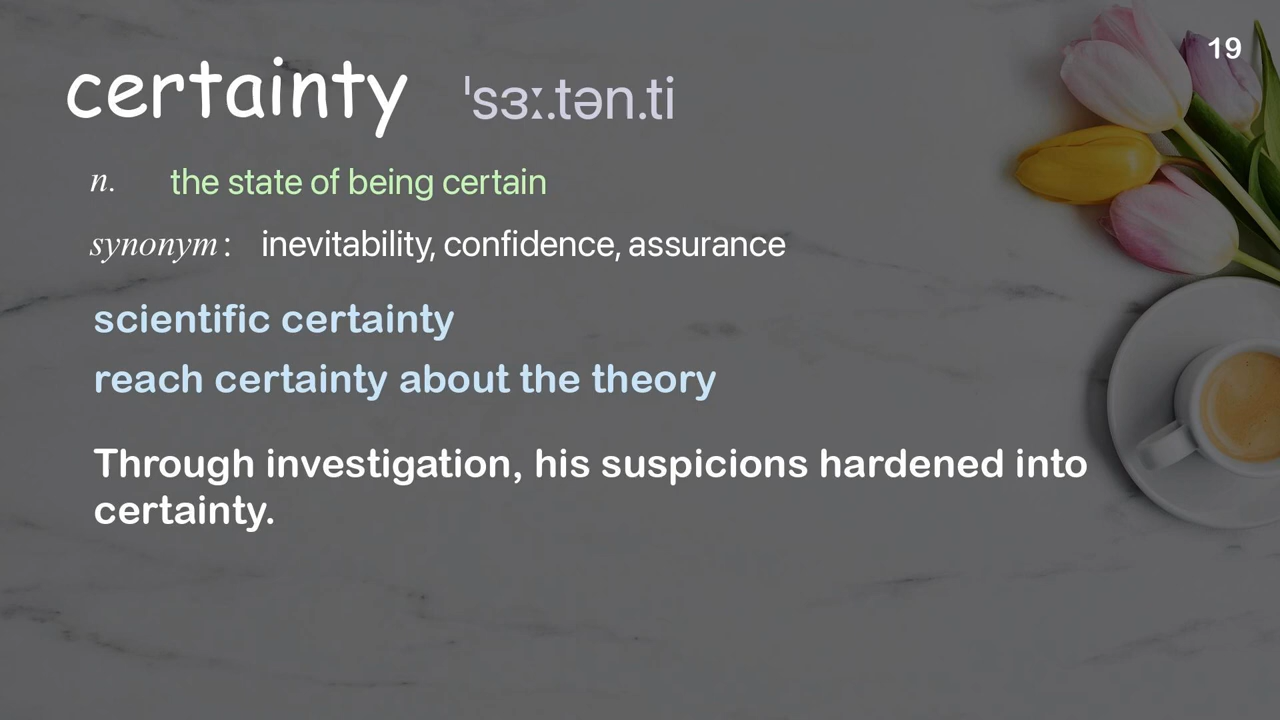 19
certainty ˈsɜː.tən.ti
n. the state of being certain
synonym: inevitability, confidence, assurance
scientific certainty
reach certainty about the theory
Through investigation, his suspicions hardened into
certainty.